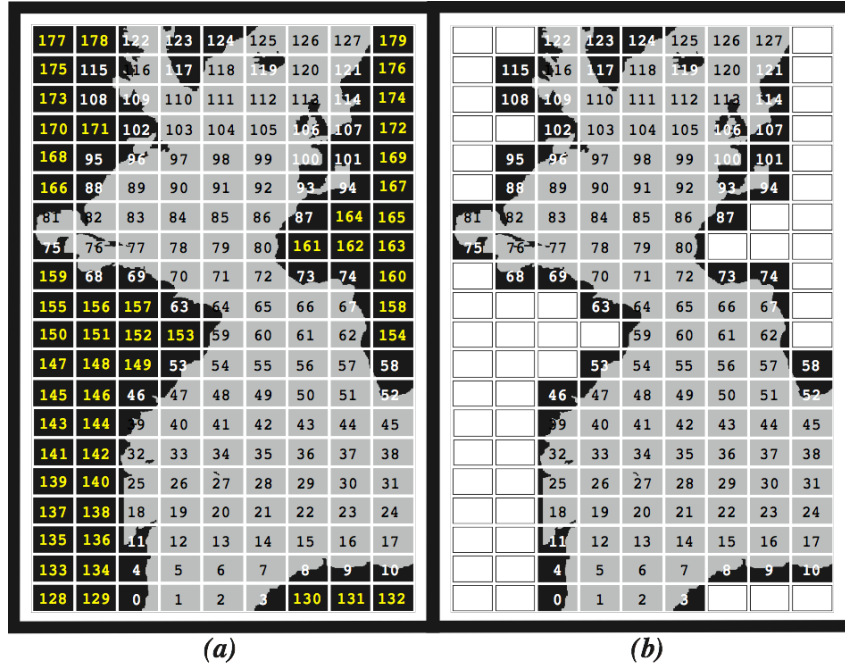 177 178 122 123 124 125 126 127 179
175 115 116 117 118 119 120 121 176
173 108 109 110 111 112 113 114 174
170 171 102 103 104 105 106 107 172
168 95 96 97 98 99 100 101 169
166 88 89 90 91 92 93 94 167
81 82 83 84 85 86 87 164 165
75 76 77 78 79 80 161 162 163
159 68 69 70 71 72 73 74 160
155 156 157 63 64 65 66 67 158
150 151 152 153 59 60 61 62 154
147 148 149 53 54 55 56 57 58
145 146 46 47 48 49 50 51 52
143 144 39 40 41 42 43 44 45
141 142 32 33 34 35 36 37 38
139 140 25 26 27 28 29 30 31
137 138 18 19 20 21 22 23 24
135 136 11 12 13 14 15 16 17
133 134 4 5 6 7 8 9 10
128 129 0 1 2 3 130 131 132
(a)
122 123 124 125 126 127
115 116 117 118 119 120 121
108 109 110 111 112 113 114
102 103 104 105 106 107
95 96 97 98 99 100 101
88 89 90 91 92 93 94
81 82 83 84 85 86 87
75 76 77 78 79 80
68 69 70 71 72 73 74
63 64 65 66 67
59 60 61 62
53 54 55 56 57 58
46 47 48 49 50 51 52
39 40 41 42 43 44 45
32 33 34 35 36 37 38
25 26 27 28 29 30 31
18 19 20 21 22 23 24
11 12 13 14 15 16 17
4 5 6 7 8 9 10
0 1 2 3
(b)